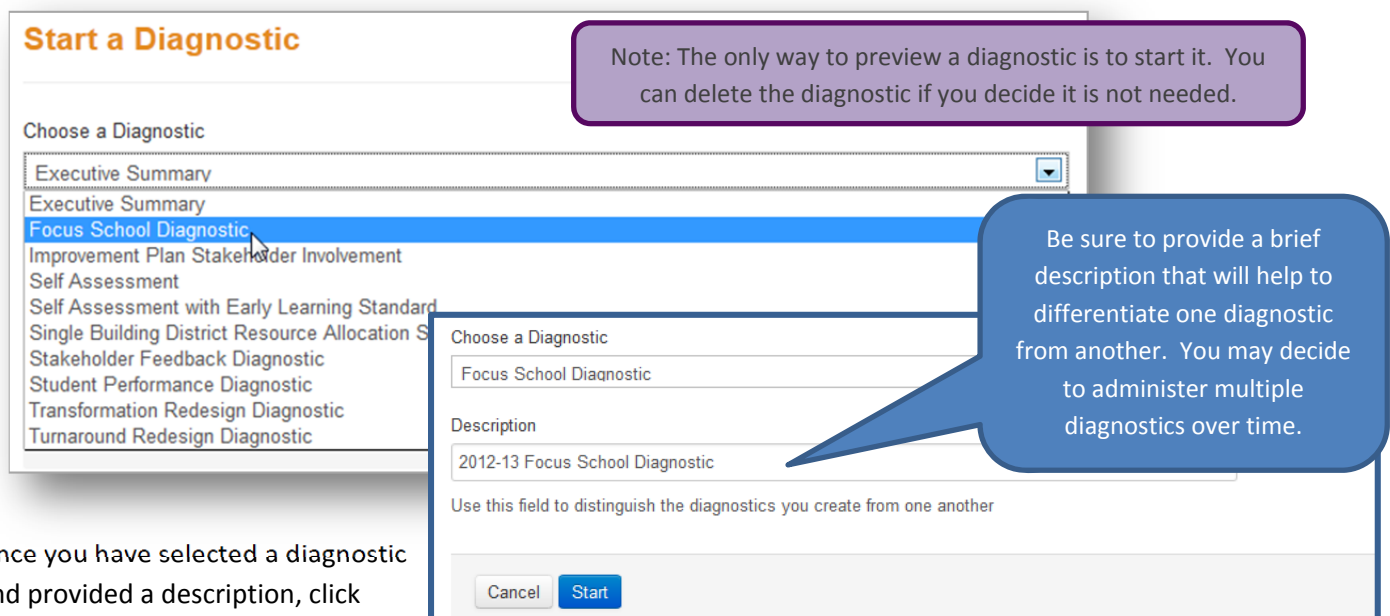 Start a Diagnostic
Note: The only way to preview a diagnostic is to start it. You
can delete the diagnostic if you decide it is not needed.
Choose a Diagnostic
Executive Summary
Executive Summary
Focus School Diagnostic
Improvement Plan Stakeholder Involvement
Self Assessment
Self Assessment with Early Learning Standard
Single Building District Resource Allocation S
Stakeholder Feedback Diagnostic
Student Performance Diagnostic
Transformation Redesign Diagnostic
Turnaround Redesign Diagnostic
Be sure to provide a brief
description that will help to
differentiate one diagnostic
from another. You may decide
to administer multiple
diagnostics over time.
Choose a Diagnostic
Focus School Diagnostic
Description
2012-13 Focus School Diagnostic
Use this field to distinguish the diagnostics you create from one another
Cancel Start
nce you have selected a diagnostic
nd provided a description, click